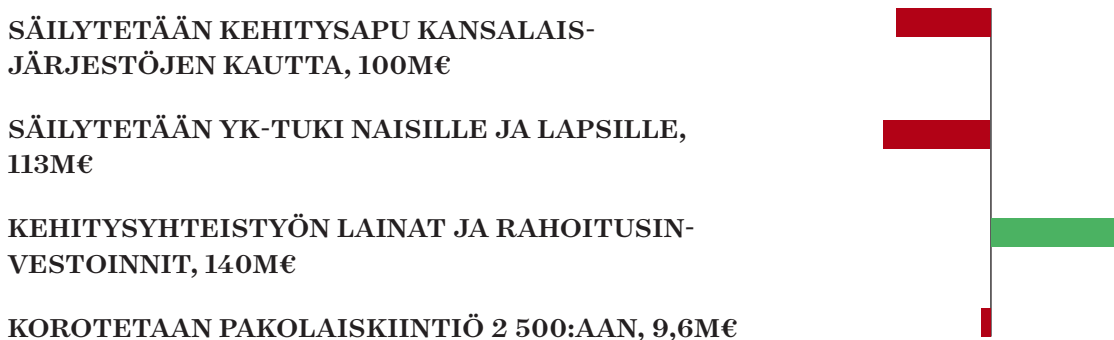 SÄILYTETÄÄN KEHITYSAPU KANSALAIS-
JÄRJESTÖJEN KAUTTA, 100M€
SÄILYTETÄÄN YK-TUKI NAISILLE JA LAPSILLE,
113M€
KEHITYSYHTEISTYÖN LAINAT JA RAHOITUSIN-
VESTOINNIT, 140M€
KOROTETAAN PAKOLAISKIINTIÖ 2 500:AAN, 9,6M€